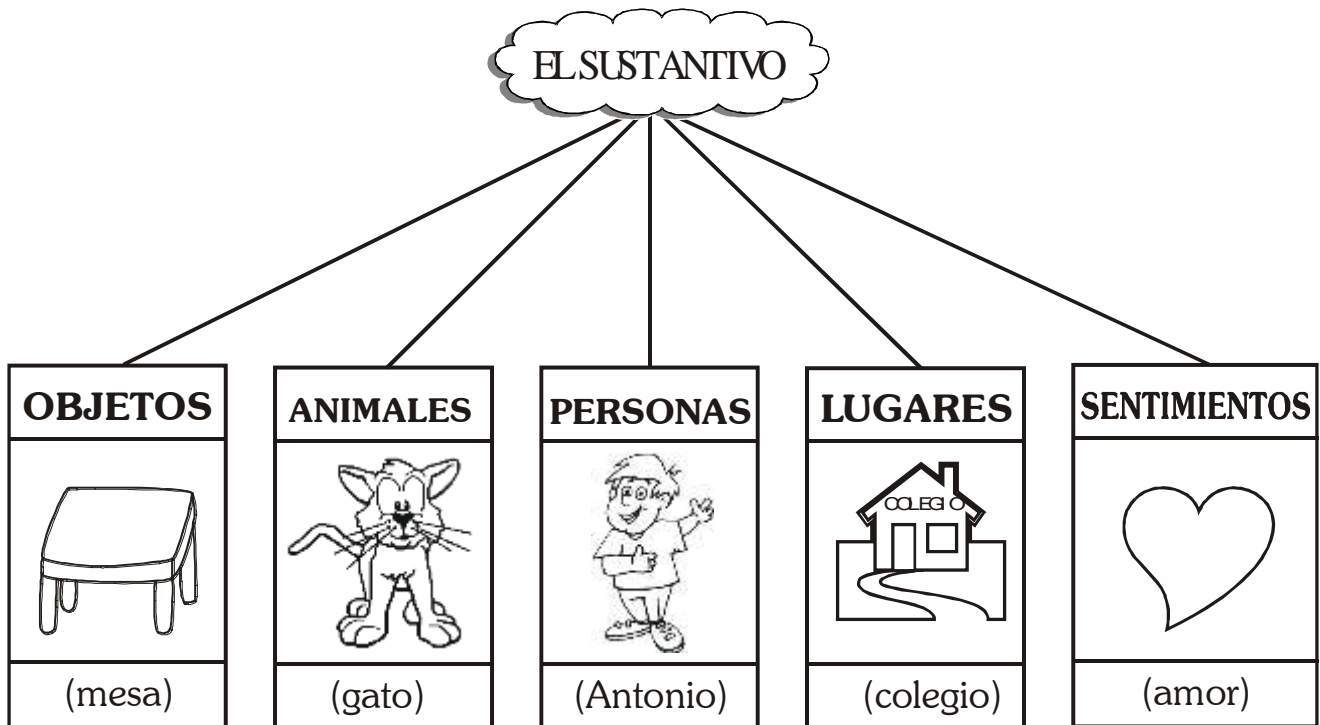 EL SUSTANTIVO
OBJETOS
ANIMALES
PERSONAS
LUGARES
SENTIMIENTOS
COLEGIO
(mesa)
(gato)
(Antonio)
(colegio)
(amor)